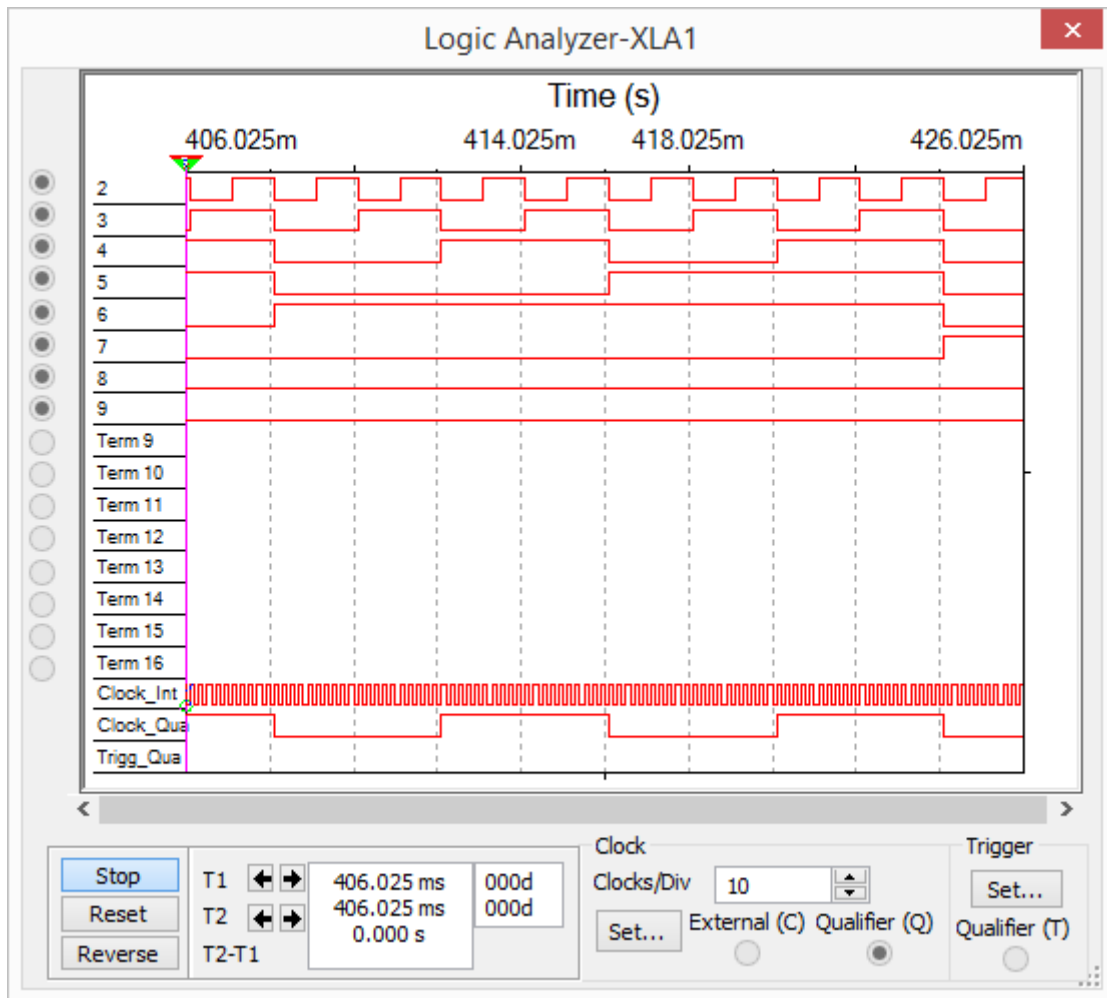 Logic Analyzer-XLA1
×
Time (s)
406.025m 414.025m 418.025m 426.025m
2
3
4
5
6
7
8
9
Term 9
Term 10
Term 11
Term 12
Term 13
Term 14
Term 15
Term 16
Clock_Int
Clock_Qua
Trigg_Qua
Stop
Reset
Reverse
T1 406.025 ms 000d
T2 406.025 ms 000d
T2-T1 0.000 s
Clock
Clocks/Div 10
Set... External (C) Qualifier (Q)
Trigger
Set...
Qualifier (T)